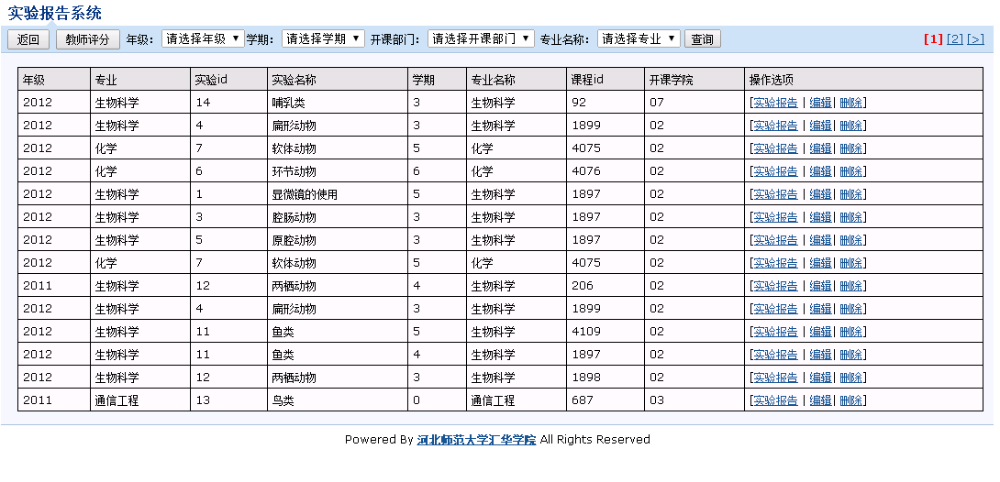 实验报告系统
返回 教师评分 年级: 请选择年级 学期: 请选择学期 开课部门: 请选择开课部门 专业名称: 请选择专业 查询 [1] [2] [>]
年级 专业 实验id 实验名称 学期 专业名称 课程id 开课学院 操作选项
2012 生物科学 14 哺乳类 3 生物科学 92 07 [实验报告 | 编辑| 删除]
2012 生物科学 4 扁形动物 3 生物科学 1899 02 [实验报告 | 编辑| 删除]
2012 化学 7 软体动物 5 化学 4075 02 [实验报告 | 编辑| 删除]
2012 化学 6 环节动物 6 化学 4076 02 [实验报告 | 编辑| 删除]
2012 生物科学 1 显微镜的使用 5 生物科学 1897 02 [实验报告 | 编辑| 删除]
2012 生物科学 3 腔肠动物 3 生物科学 1897 02 [实验报告 | 编辑| 删除]
2012 生物科学 5 原腔动物 3 生物科学 1897 02 [实验报告 | 编辑| 删除]
2012 化学 7 软体动物 5 化学 4075 02 [实验报告 | 编辑| 删除]
2011 生物科学 12 两栖动物 4 生物科学 206 02 [实验报告 | 编辑| 删除]
2012 生物科学 4 扁形动物 3 生物科学 1899 02 [实验报告 | 编辑| 删除]
2012 生物科学 11 鱼类 5 生物科学 4109 02 [实验报告 | 编辑| 删除]
2012 生物科学 11 鱼类 4 生物科学 1897 02 [实验报告 | 编辑| 删除]
2012 生物科学 12 两栖动物 3 生物科学 1898 02 [实验报告 | 编辑| 删除]
2011 通信工程 13 鸟类 0 通信工程 687 03 [实验报告 | 编辑| 删除]
Powered By 河北师范大学汇华学院 All Rights Reserved